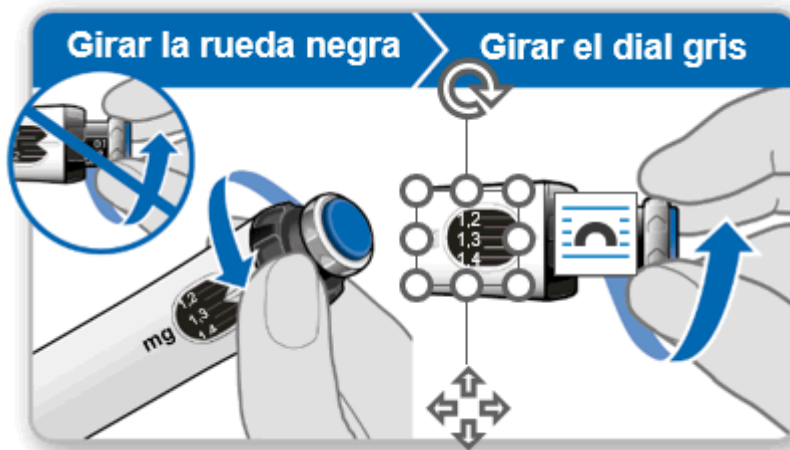 Girar la rueda negra
Girar el dial gris
1,2
1,3
1,4
mg
1,2
1,3
1,4